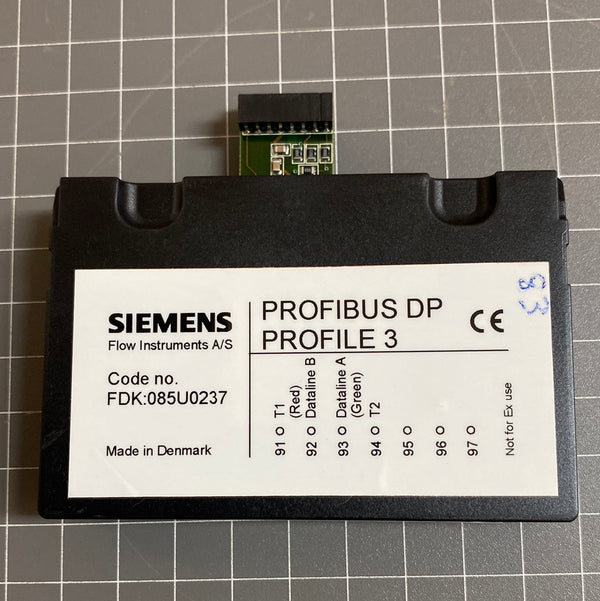 SIEMENS
Flow Instruments A/S
Code no.
FDK:085U0237
Made in Denmark
PROFIBUS DP
PROFILE 3
CE
91 T1
(Red)
92 Dataline B
93 Dataline A
(Green)
94 T2
95
96
97
Not for Ex use